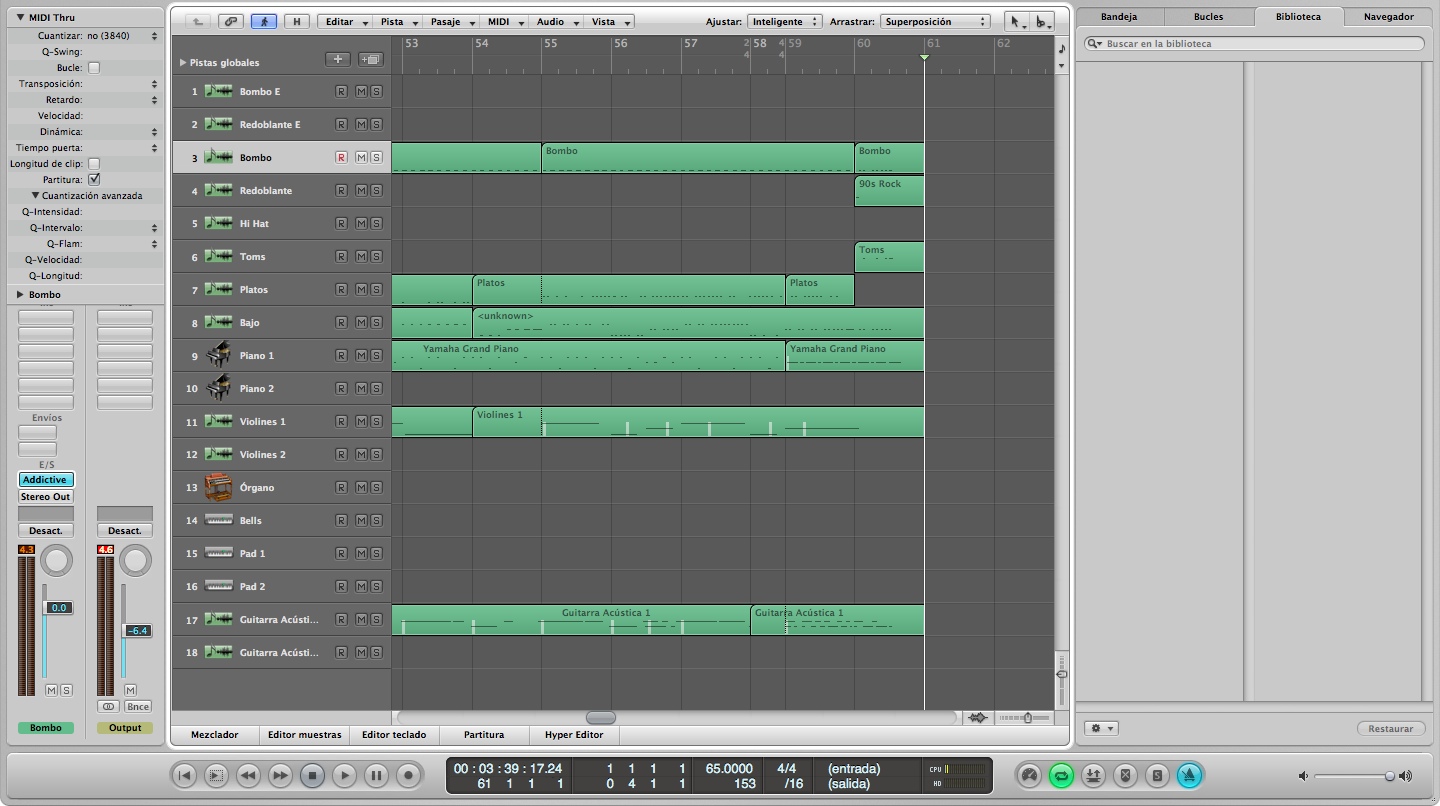 MIDI Thru
Cuantizar: no (3840)
Q-Swing:
Bucle:
Transposición:
Retardo:
Velocidad:
Dinámica:
Tiempo puerta:
Longitud de clip:
Partitura:
Cuantización avanzada
Q-Intensidad:
Q-Intervalo:
Q-Flam:
Q-Velocidad:
Q-Longitud:
Bombo
Envíos
E/S
Addictive
Stereo Out
Desact. Desact.
4.3 4.6
0.0
-6.4
M S M
Bnce
Bombo Output
H Editar Pista Pasaje MIDI Audio Vista Ajustar: Inteligente Arrastrar: Superposición
53 54 55 56 57 2 4 58 4 4 59 60 61 62
Pistas globales
1 Bombo E R M S
2 Redoblante E R M S
3 Bombo R M S Bombo Bombo
4 Redoblante R M S 90s Rock
5 Hi Hat R M S
6 Toms R M S Toms
7 Platos R M S Platos Platos
8 Bajo R M S <unknown>
9 Piano 1 R M S Yamaha Grand Piano Yamaha Grand Piano
10 Piano 2 R M S
11 Violines 1 R M S Violines 1
12 Violines 2 R M S
13 Órgano R M S
14 Bells R M S
15 Pad 1 R M S
16 Pad 2 R M S
17 Guitarra Acústi... R M S Guitarra Acústica 1 Guitarra Acústica 1
18 Guitarra Acústi... R M S
Mezclador Editor muestras Editor teclado Partitura Hyper Editor
Bandeja Bucles Biblioteca Navegador
Buscar en la biblioteca
Restaurar
00 : 03 : 39 : 17.24 1 1 1 1 65.0000 4/4 (entrada) CPU
61 1 1 1 0 4 1 1 153 /16 (salida) HD
S